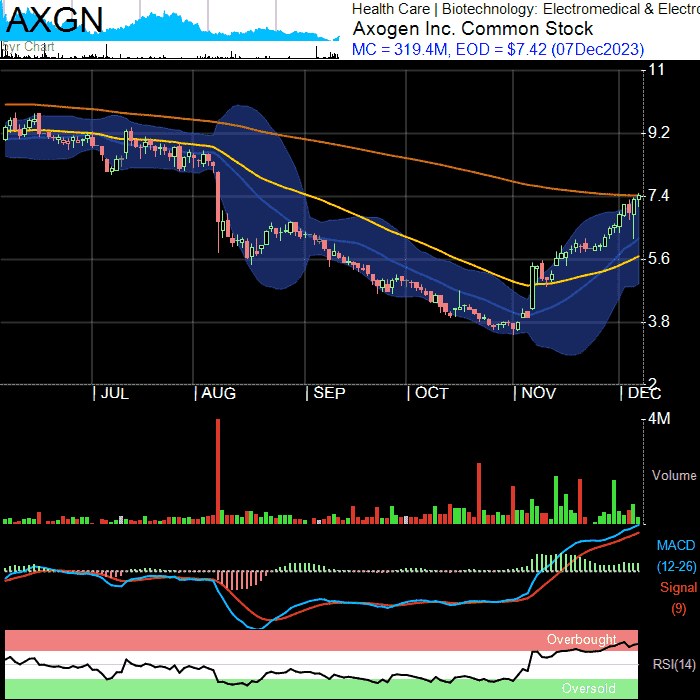 AXGN
Health Care | Biotechnology: Electromedical & Electro
Axogen Inc. Common Stock
MC = 319.4M, EOD = $7.42 (07Dec2023)
yr Chart
11
9.2
7.4
5.6
3.8
2
| JUL | AUG | SEP | OCT | NOV | DEC
4M
Volume
MACD
(12-26)
Signal
(9)
Overbought
RSI(14)
Oversold